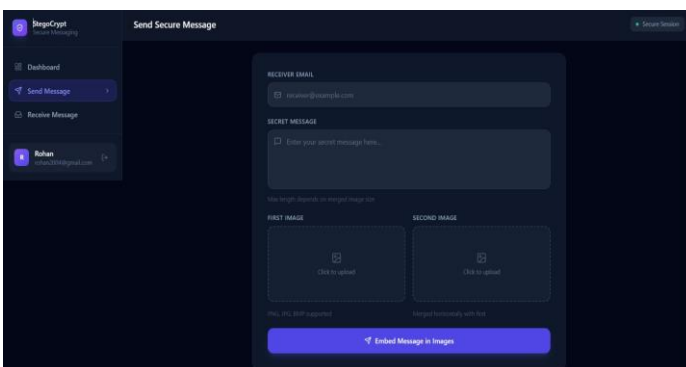 StegoCrypt
Secure Messaging
Send Secure Message
Secure Session
Dashboard
Send Message
Receive Message
Rohan
RECEIVER EMAIL
receiver@example.com
SECRET MESSAGE
Enter your secret message here...
Max length depends on merged image size
FIRST IMAGE
SECOND IMAGE
Click to upload
Click to upload
PNG, JPG, BMP supported
Merged horizontally with first
Embed Message in Images